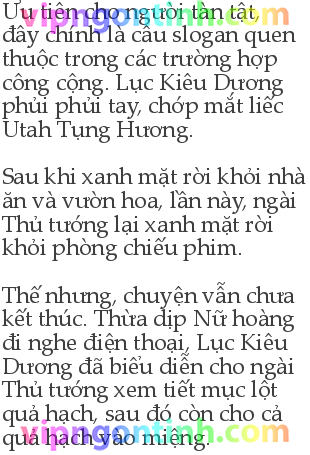 Ưu tiên cho người tàn tật,
vipngontinh.com
đây chính là câu slogan quen
thuộc trong các trường hợp
công cộng. Lục Kiêu Dương
phủi phủi tay, chớp mắt liếc
Utah Tụng Hương.
Sau khi xanh mặt rời khỏi nhà
ăn và vườn hoa, lần này, ngài
Thủ tướng lại xanh mặt rời
khỏi phòng chiếu phim.
Thế nhưng, chuyện vẫn chưa
kết thúc. Thừa dịp Nữ hoàng
đi nghe điện thoại, Lục Kiêu
Dương đã biểu diễn cho ngài
Thủ tướng xem tiết mục lột
quả hạch, sau đó còn cho cả
quả hạch vào miệng.
vipngontinh.com